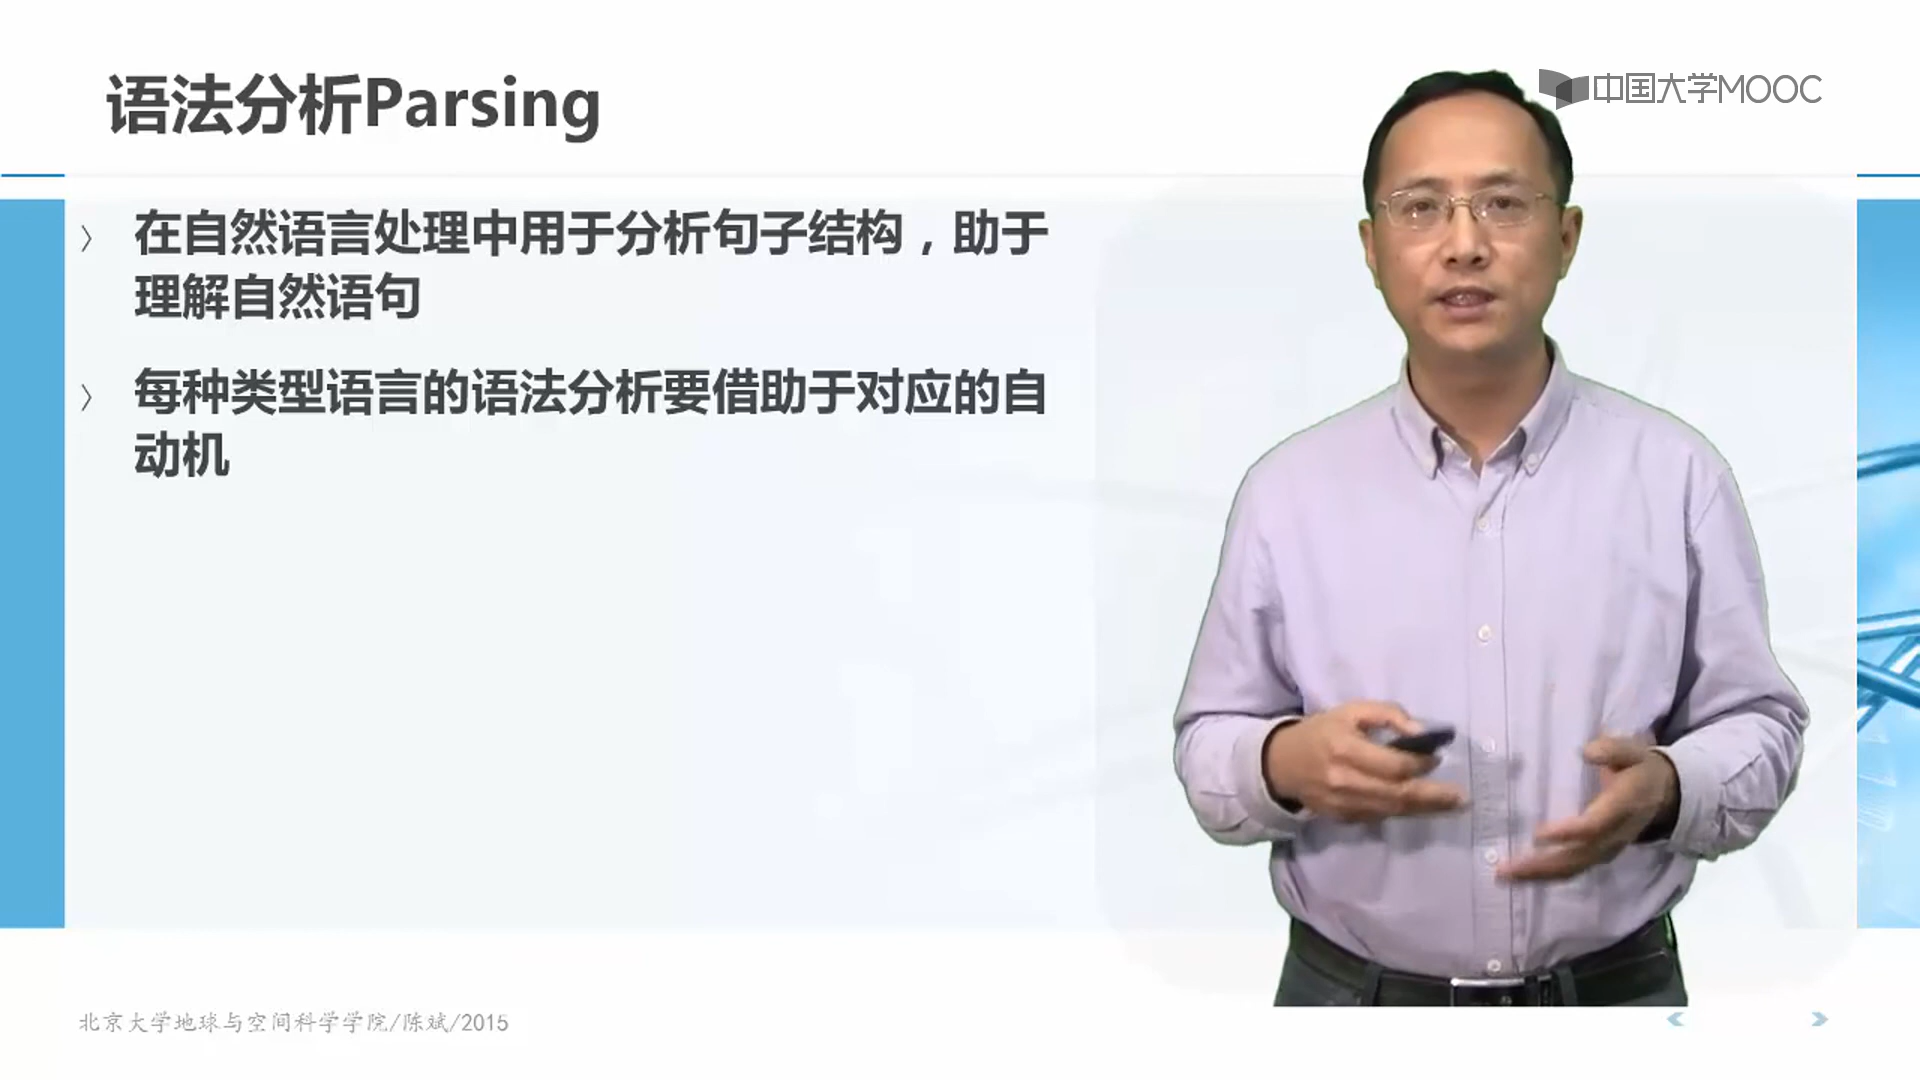 语法分析Parsing
中国大学MOOC
在自然语言处理中用于分析句子结构，助于
理解自然语句
每种类型语言的语法分析要借助于对应的自
动机
北京大学地球与空间科学学院/陈斌/2015